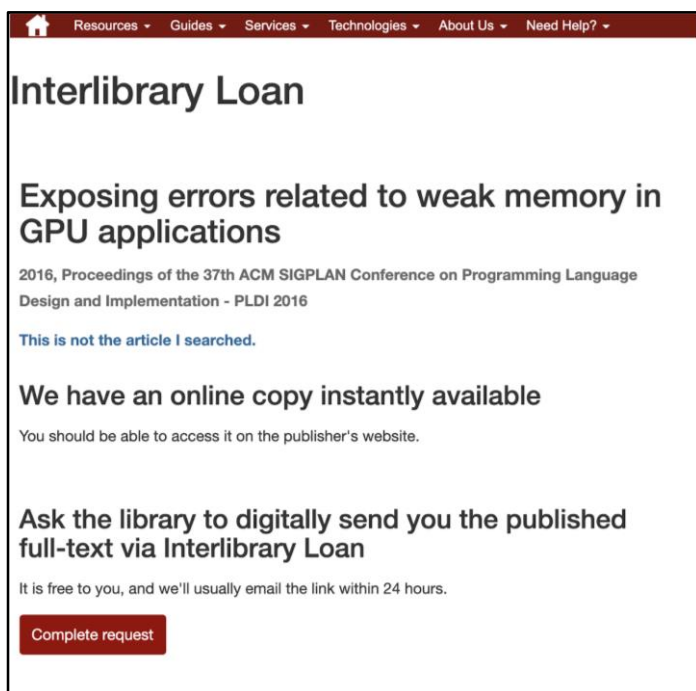 Resources Guides Services Technologies About Us Need Help?
Interlibrary Loan
Exposing errors related to weak memory in
GPU applications
2016, Proceedings of the 37th ACM SIGPLAN Conference on Programming Language
Design and Implementation - PLDI 2016
This is not the article I searched.
We have an online copy instantly available
You should be able to access it on the publisher's website.
Ask the library to digitally send you the published
full-text via Interlibrary Loan
It is free to you, and we'll usually email the link within 24 hours.
Complete request